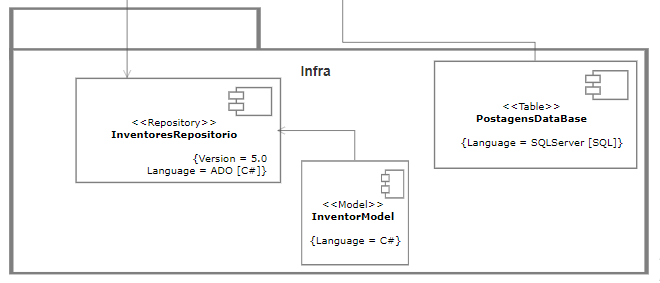 Infra
<<Repository>>
InventoresRepositorio
{Version = 5.0
Language = ADO [C#]}
<<Table>>
PostagensDataBase
{Language = SQLServer [SQL]}
<<Model>>
InventorModel
{Language = C#}